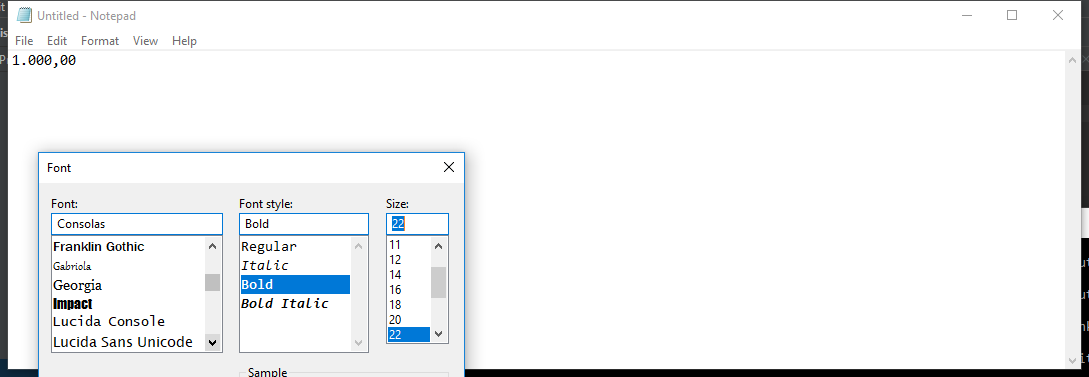 Untitled - Notepad
File Edit Format View Help
1.000,00
Font
Font: Font style: Size:
Consolas Bold 22
Franklin Gothic
Gabriola
Georgia
Impact
Lucida Console
Lucida Sans Unicode
Regular
Italic
Bold
Bold Italic
11
12
14
16
18
20
22
Sample